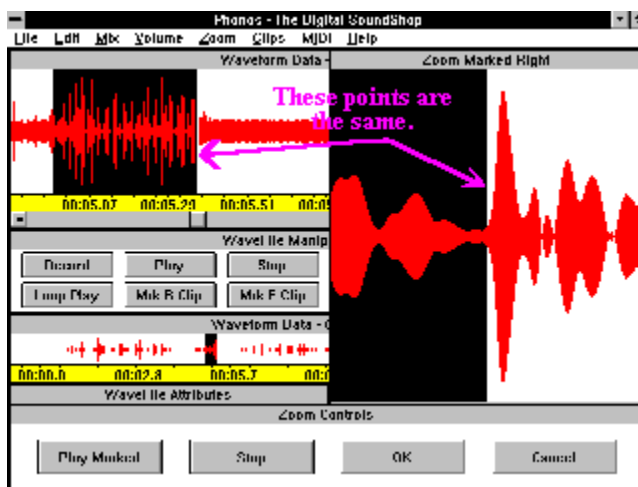 Phonos - The Digital SoundShop
File Edit Mix Volume Zoom Clips MIDI Help
Waveform Data -
Zoom Marked Right
These points are
the same.
00:05.07 00:05.29 00:05.51
Wavefile Manip
Record Play Stop
Loop Play Mrk B Clip Mrk E Clip
Waveform Data -
00:00.0 00:02.8 00:05.7
Wavefile Attributes
Zoom Controls
Play Marked Stop OK Cancel